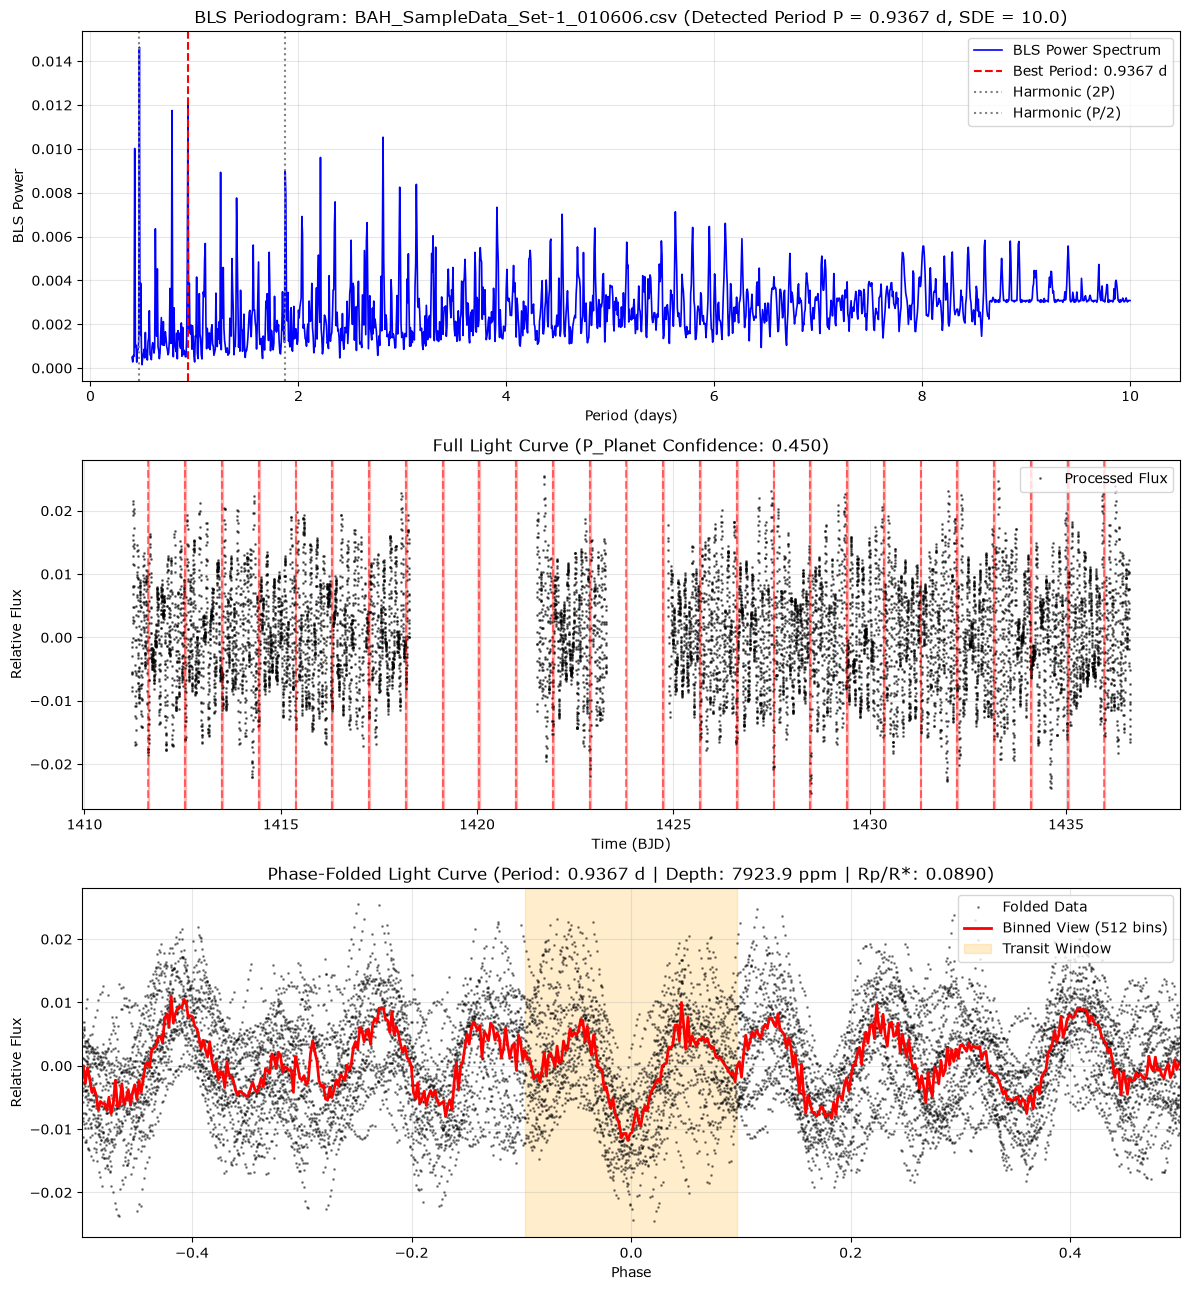 BLS Periodogram: BAH_SampleData_Set-1_010606.csv (Detected Period P = 0.9367 d, SDE = 10.0)
BLS Power
0.014
0.012
0.010
0.008
0.006
0.004
0.002
0.000
BLS Power Spectrum
Best Period: 0.9367 d
Harmonic (2P)
Harmonic (P/2)
0 2 4 6 8 10
Period (days)
Full Light Curve (P_Planet Confidence: 0.450)
Relative Flux
0.02
0.01
0.00
−0.01
−0.02
Processed Flux
1410 1415 1420 1425 1430 1435
Time (BJD)
Phase-Folded Light Curve (Period: 0.9367 d | Depth: 7923.9 ppm | Rp/R*: 0.0890)
Relative Flux
0.02
0.01
0.00
−0.01
−0.02
Folded Data
Binned View (512 bins)
Transit Window
−0.4 −0.2 0.0 0.2 0.4
Phase